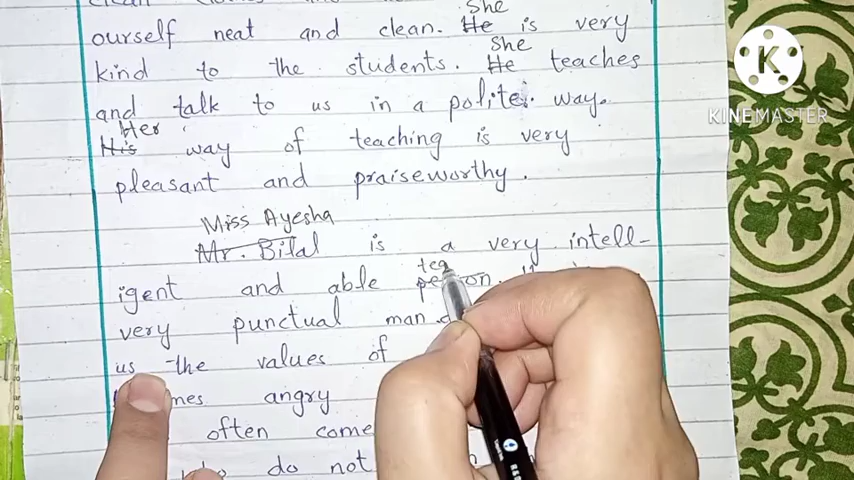 ourself neat and clean. She He is very
kind to the students. She He teaches
and talk to us in a polite. way.
Her His way of teaching is very
pleasant and praiseworthy.
Miss Ayesha
Mr. Bilal is a very intell-
igent and able person tea
very punctual man
us the values of
angry
often come
do not
K
KINEMASTER